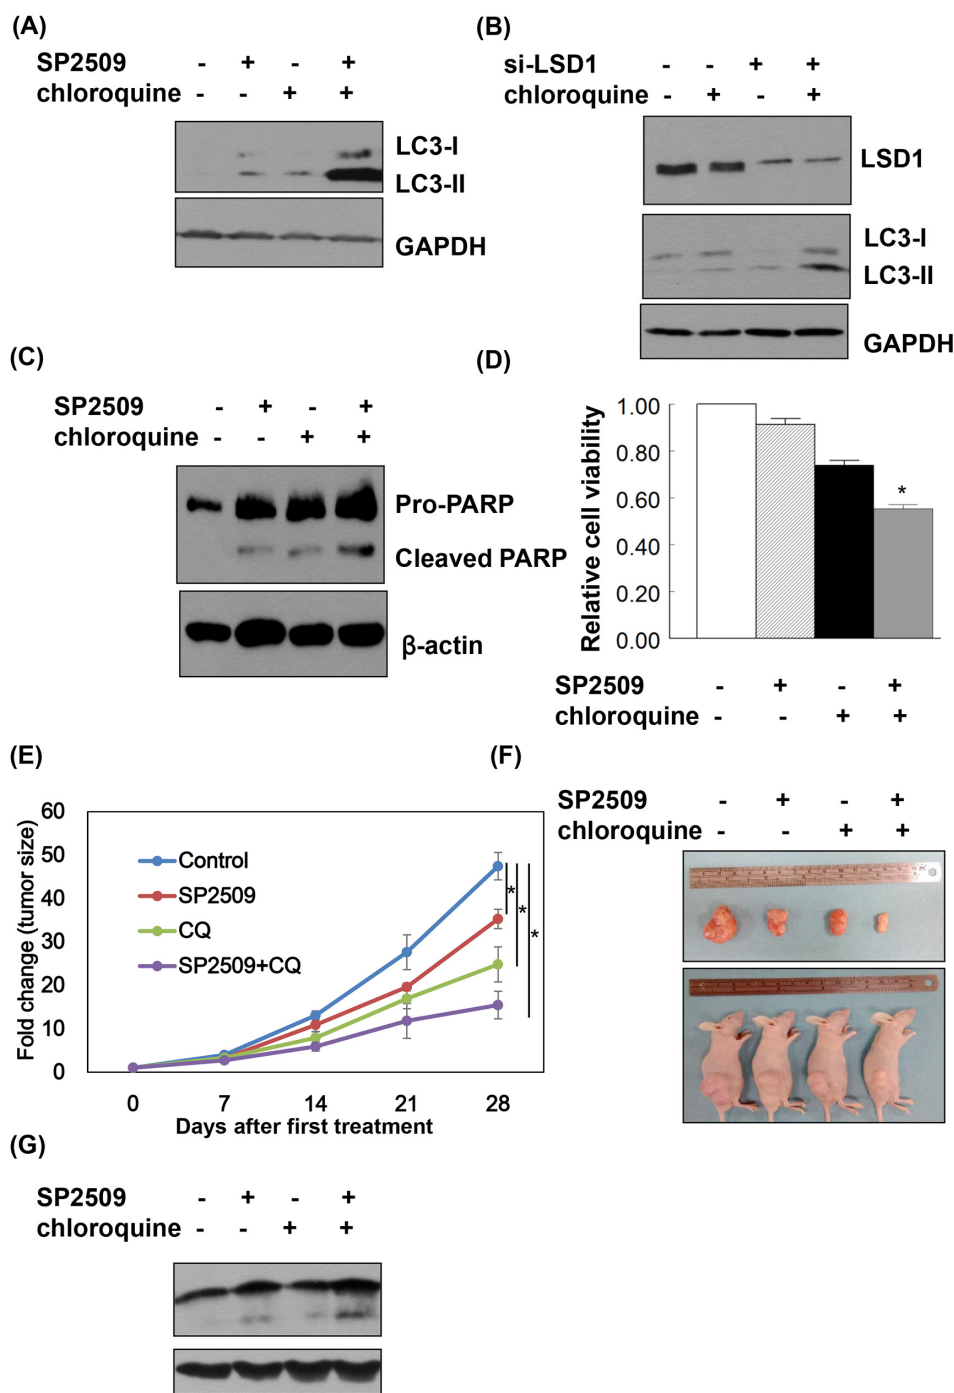 (A)
SP2509 - + - +
chloroquine - - + +
LC3-I
LC3-II
GAPDH
(B)
si-LSD1 - - + +
chloroquine - + - +
LSD1
LC3-I
LC3-II
GAPDH
(C)
SP2509 - + - +
chloroquine - - + +
Pro-PARP
Cleaved PARP
β-actin
(D)
Relative cell viability
1.00
0.80
0.60
0.40
0.20
0.00
*
SP2509 - + - +
chloroquine - - + +
(E)
Fold change (tumor size)
60
50
40
30
20
10
0
Control
SP2509
CQ
SP2509+CQ
*
*
*
0 7 14 21 28
Days after first treatment
(F)
SP2509 - + - +
chloroquine - - + +
(G)
SP2509 - + - +
chloroquine - - + +